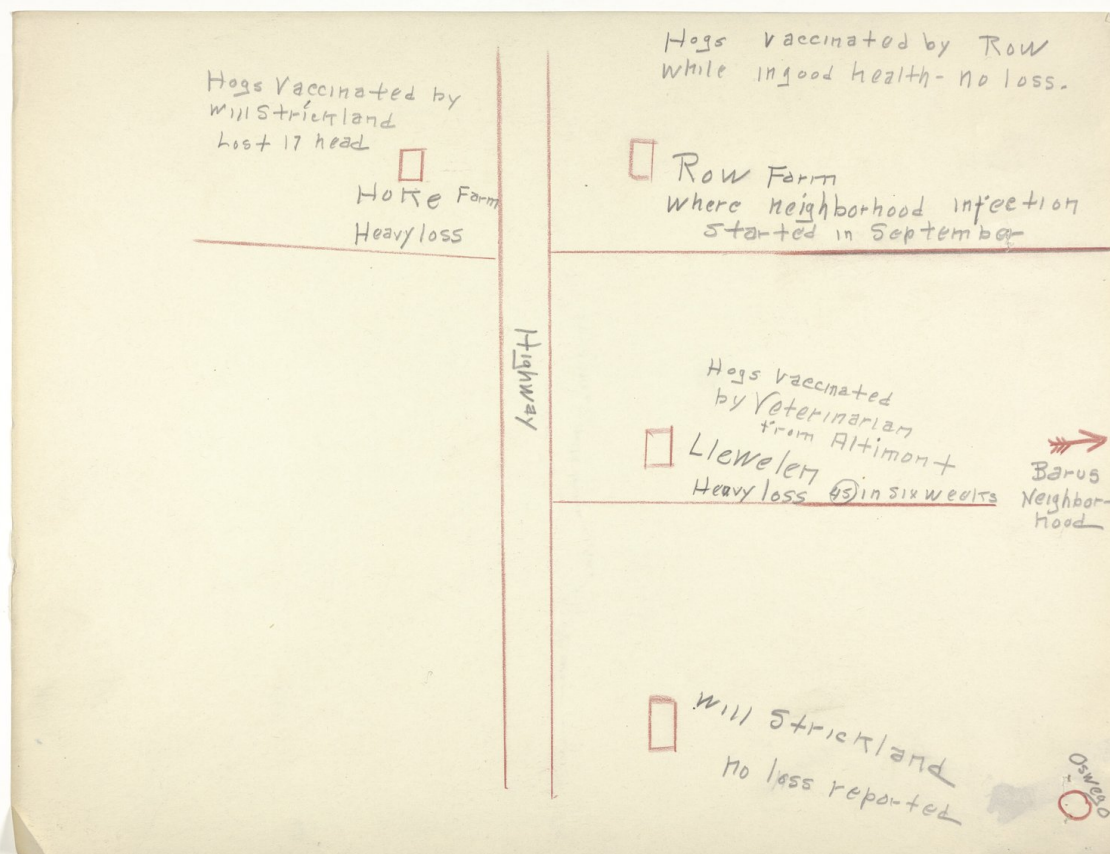 Hogs vaccinated by Row
while in good health - no loss.
Hogs Vaccinated by
Will Strickland
Lost 17 head
Hoke Farm
Heavy loss
Row Farm
where neighborhood infection
started in September
Highway
Hogs vaccinated
by Veterinarian
from Altimont
Llewelen
Heavy loss 45 in six weeks
Barus
Neighbor-
hood
Will Strickland
no loss reported
Oswego